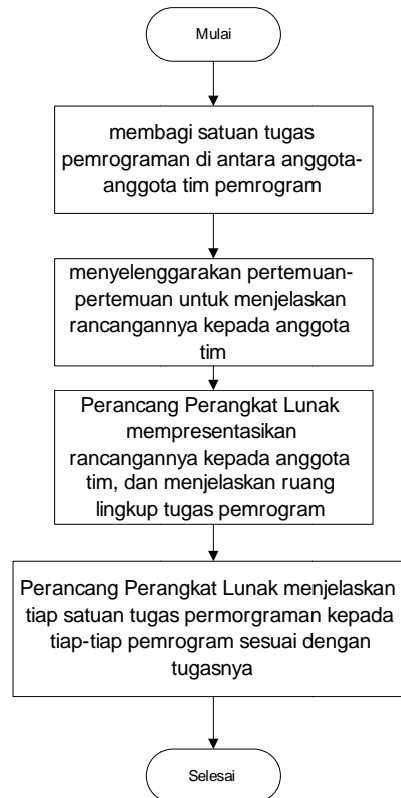 Mulai
membagi satuan tugas
pemrograman di antara anggota-
anggota tim pemrogram
menyelenggarakan pertemuan-
pertemuan untuk menjelaskan
rancangannya kepada anggota
tim
Perancang Perangkat Lunak
mempresentasikan
rancangannya kepada anggota
tim, dan menjelaskan ruang
lingkup tugas pemrogram
Perancang Perangkat Lunak menjelaskan
tiap satuan tugas permorgraman kepada
tiap-tiap pemrogram sesuai dengan
tugasnya
Selesai